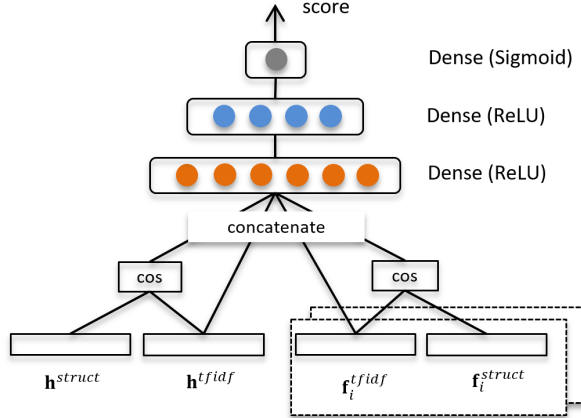 score
Dense (Sigmoid)
Dense (ReLU)
Dense (ReLU)
concatenate
cos
cos
h^{struct}
h^{tfidf}
f_i^{tfidf}
f_i^{struct}